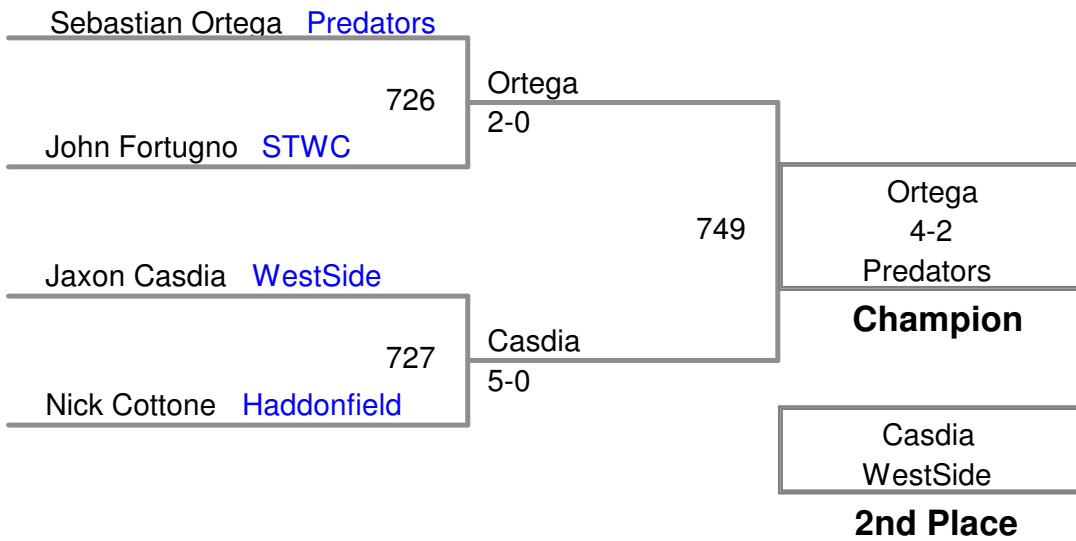 Sebastian Ortega Predators
726
Ortega
2-0
John Fortugno STWC
749
Ortega
4-2
Predators
Champion
Jaxon Casdia WestSide
727
Casdia
5-0
Nick Cottone Haddonfield
Casdia
WestSide
2nd Place